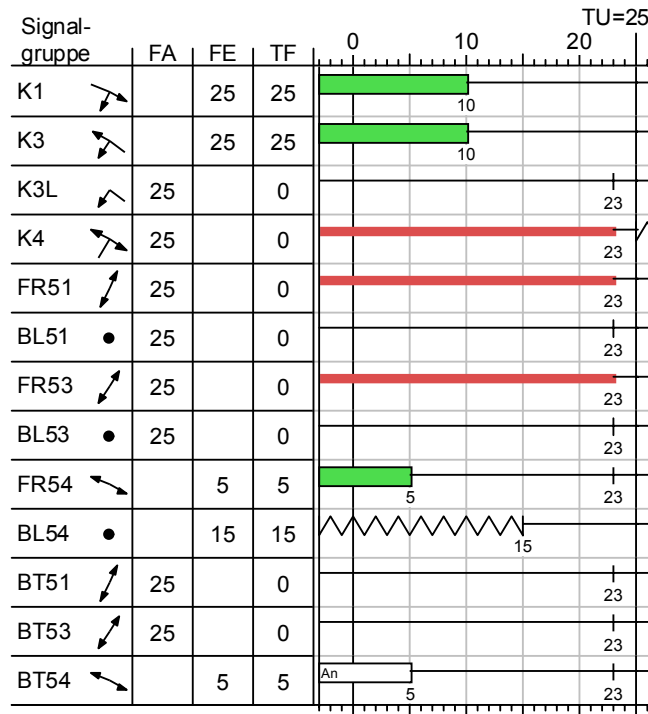 TU=25
Signal-
gruppe FA FE TF 0 10 20
K1 25 25 10
K3 25 25 10
K3L 25 0 23
K4 25 0 23
FR51 25 0 23
BL51 25 0 23
FR53 25 0 23
BL53 25 0 23
FR54 5 5 5 23
BL54 15 15 15
BT51 25 0 23
BT53 25 0 23
BT54 5 5 An 5 23